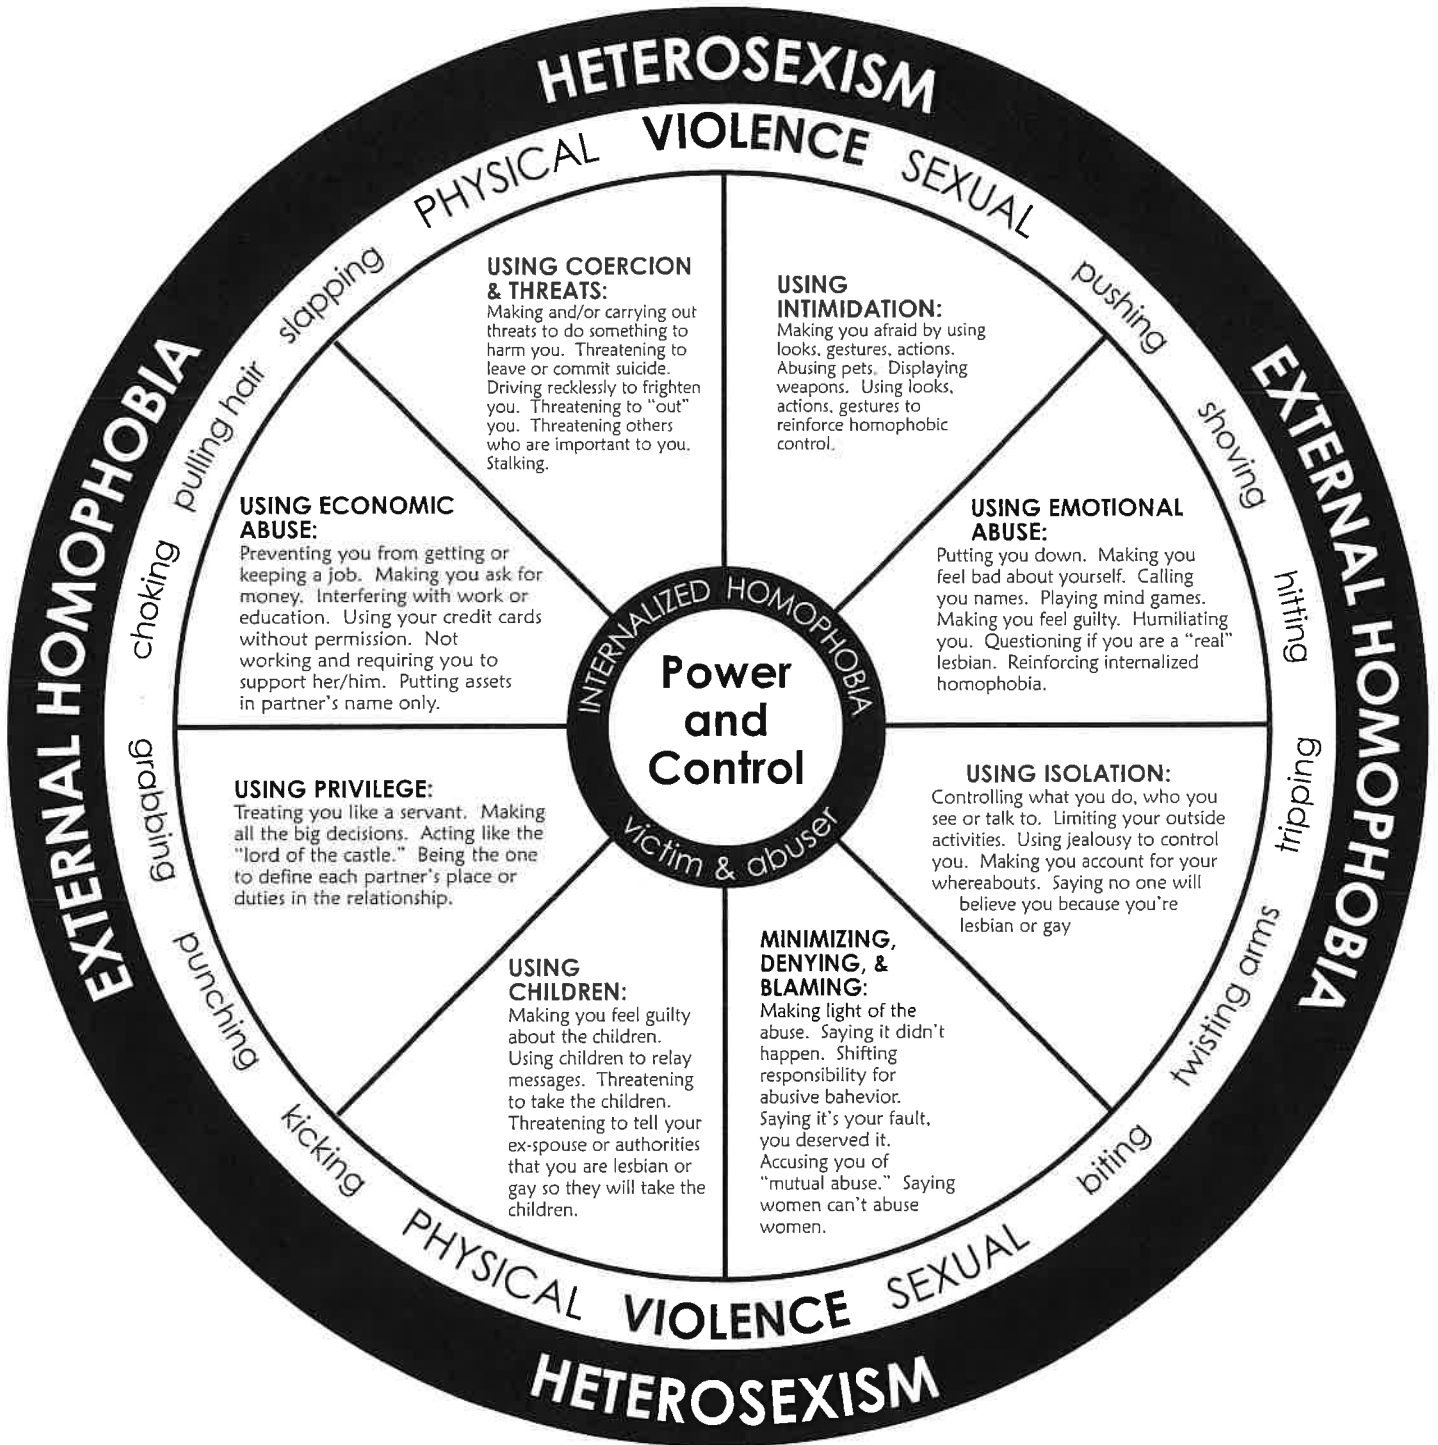 HETEROSEXISM
PHYSICAL VIOLENCE SEXUAL
pushing
shoving
hitting
tripping
twisting arms
biting
EXTERNAL HOMOPHOBIA
slapping
pulling hair
choking
grabbing
punching
kicking
EXTERNAL HOMOPHOBIA
USING COERCION
& THREATS:
Making and/or carrying out
threats to do something to
harm you. Threatening to
leave or commit suicide.
Driving recklessly to frighten
you. Threatening to "out"
you. Threatening others
who are important to you.
Stalking.
USING
INTIMIDATION:
Making you afraid by using
looks, gestures, actions.
Abusing pets. Displaying
weapons. Using looks,
actions, gestures to
reinforce homophobic
control.
USING ECONOMIC
ABUSE:
Preventing you from getting or
keeping a job. Making you ask for
money. Interfering with work or
education. Using your credit cards
without permission. Not
working and requiring you to
support her/him. Putting assets
in partner's name only.
USING EMOTIONAL
ABUSE:
Putting you down. Making you
feel bad about yourself. Calling
you names. Playing mind games.
Making you feel guilty. Humiliating
you. Questioning if you are a "real"
lesbian. Reinforcing internalized
homophobia.
INTERNALIZED HOMOPHOBIA
Power
and
Control
victim & abuser
USING PRIVILEGE:
Treating you like a servant. Making
all the big decisions. Acting like the
"lord of the castle." Being the one
to define each partner's place or
duties in the relationship.
USING ISOLATION:
Controlling what you do, who you
see or talk to. Limiting your outside
activities. Using jealousy to control
you. Making you account for your
whereabouts. Saying no one will
believe you because you're
lesbian or gay
USING
CHILDREN:
Making you feel guilty
about the children.
Using children to relay
messages. Threatening
to take the children.
Threatening to tell your
ex-spouse or authorities
that you are lesbian or
gay so they will take the
children.
MINIMIZING,
DENYING, &
BLAMING:
Making light of the
abuse. Saying it didn't
happen. Shifting
responsibility for
abusive bahevior.
Saying it's your fault,
you deserved it.
Accusing you of
"mutual abuse." Saying
women can't abuse
women.
PHYSICAL VIOLENCE SEXUAL
HETEROSEXISM